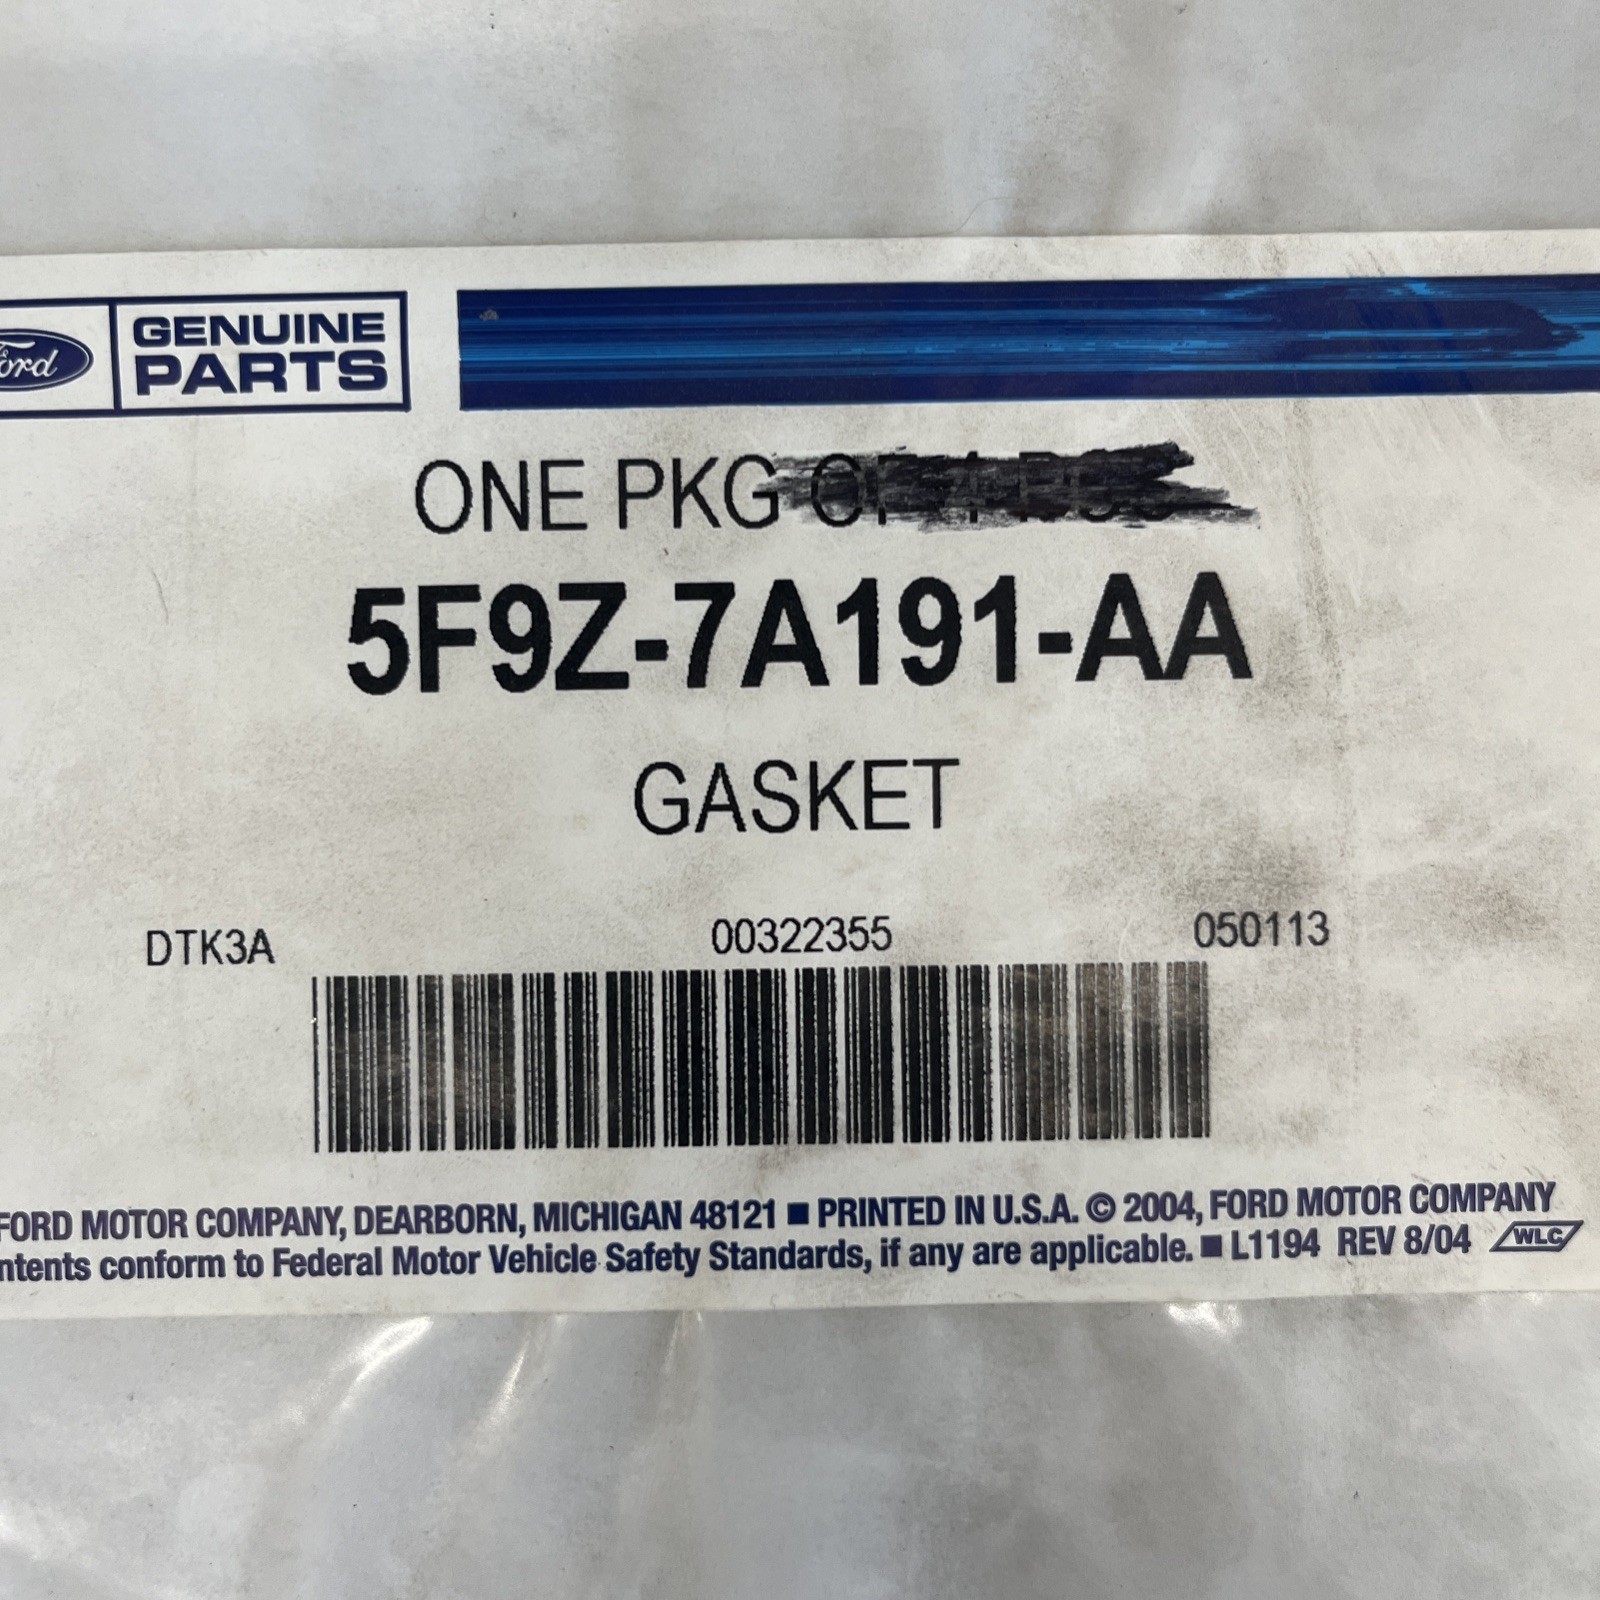 Ford
GENUINE
PARTS
ONE PKG
5F9Z-7A191-AA
GASKET
DTK3A 00322355 050113
FORD MOTOR COMPANY, DEARBORN, MICHIGAN 48121 ■ PRINTED IN U.S.A. © 2004, FORD MOTOR COMPANY
ntents conform to Federal Motor Vehicle Safety Standards, if any are applicable. ■ L1194 REV 8/04 WLC